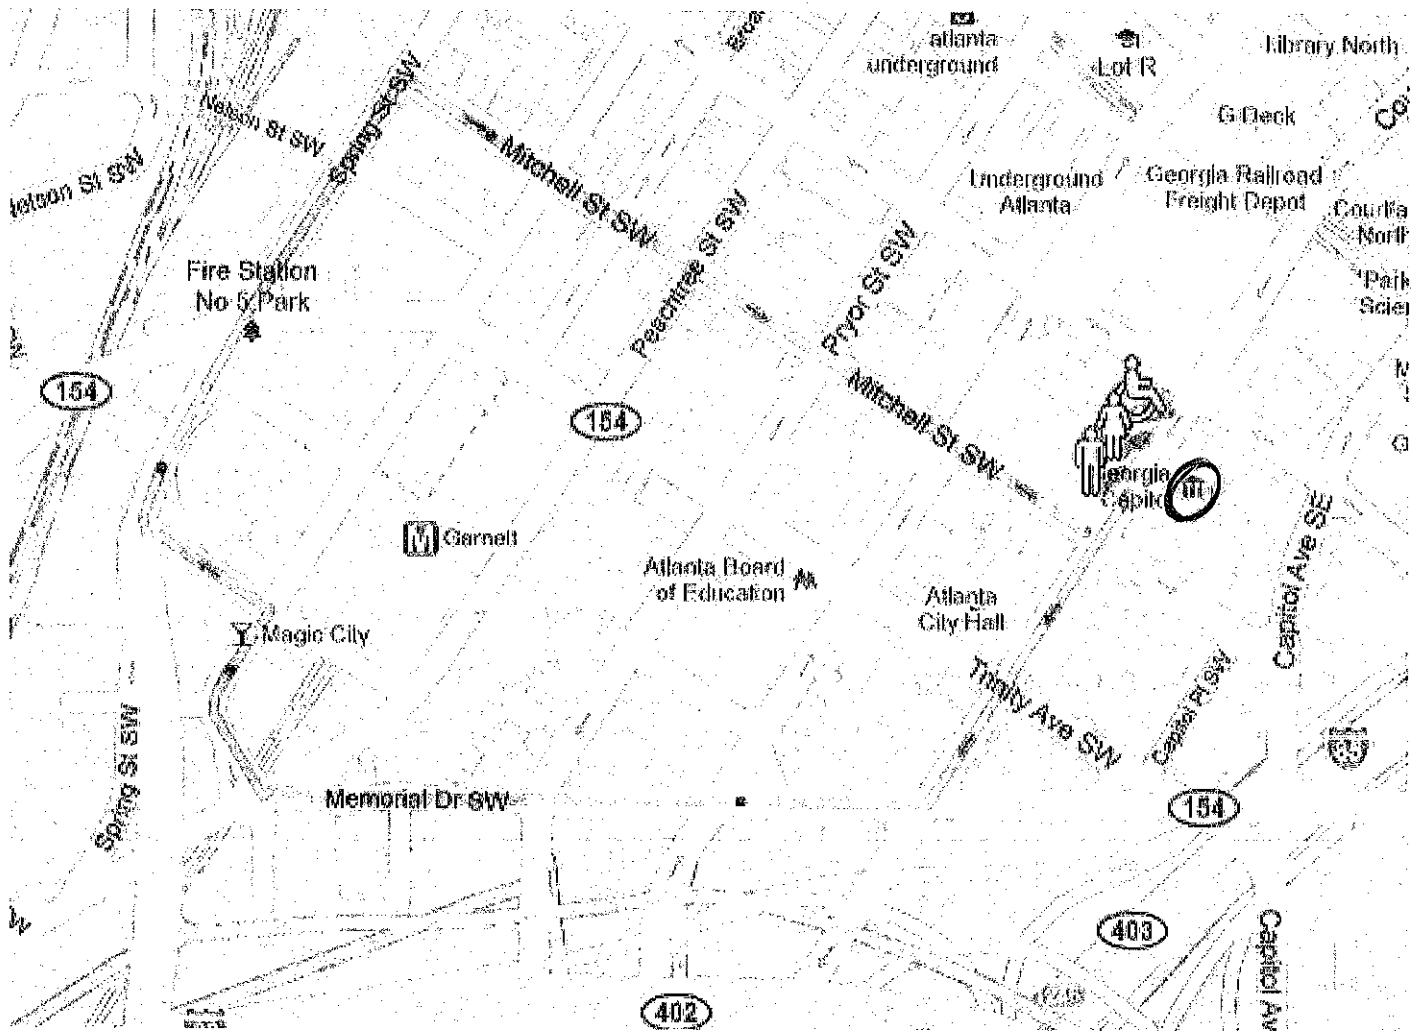 atlanta
underground
Lot R
Library North
G Deck
Nelson St SW
Spring St SW
Mitchell St SW
Underground
Atlanta
Georgia Railroad
Freight Depot
North
Peachtree St SW
Pryor St SW
Fire Station
No 5 Park
154
154
Mitchell St SW
Garnett
Atlanta Board
of Education
Atlanta
City Hall
Capitol Ave SE
Magic City
Trinity Ave SW
Capitol Pl SW
Spring St SW
Memorial Dr SW
154
403
402